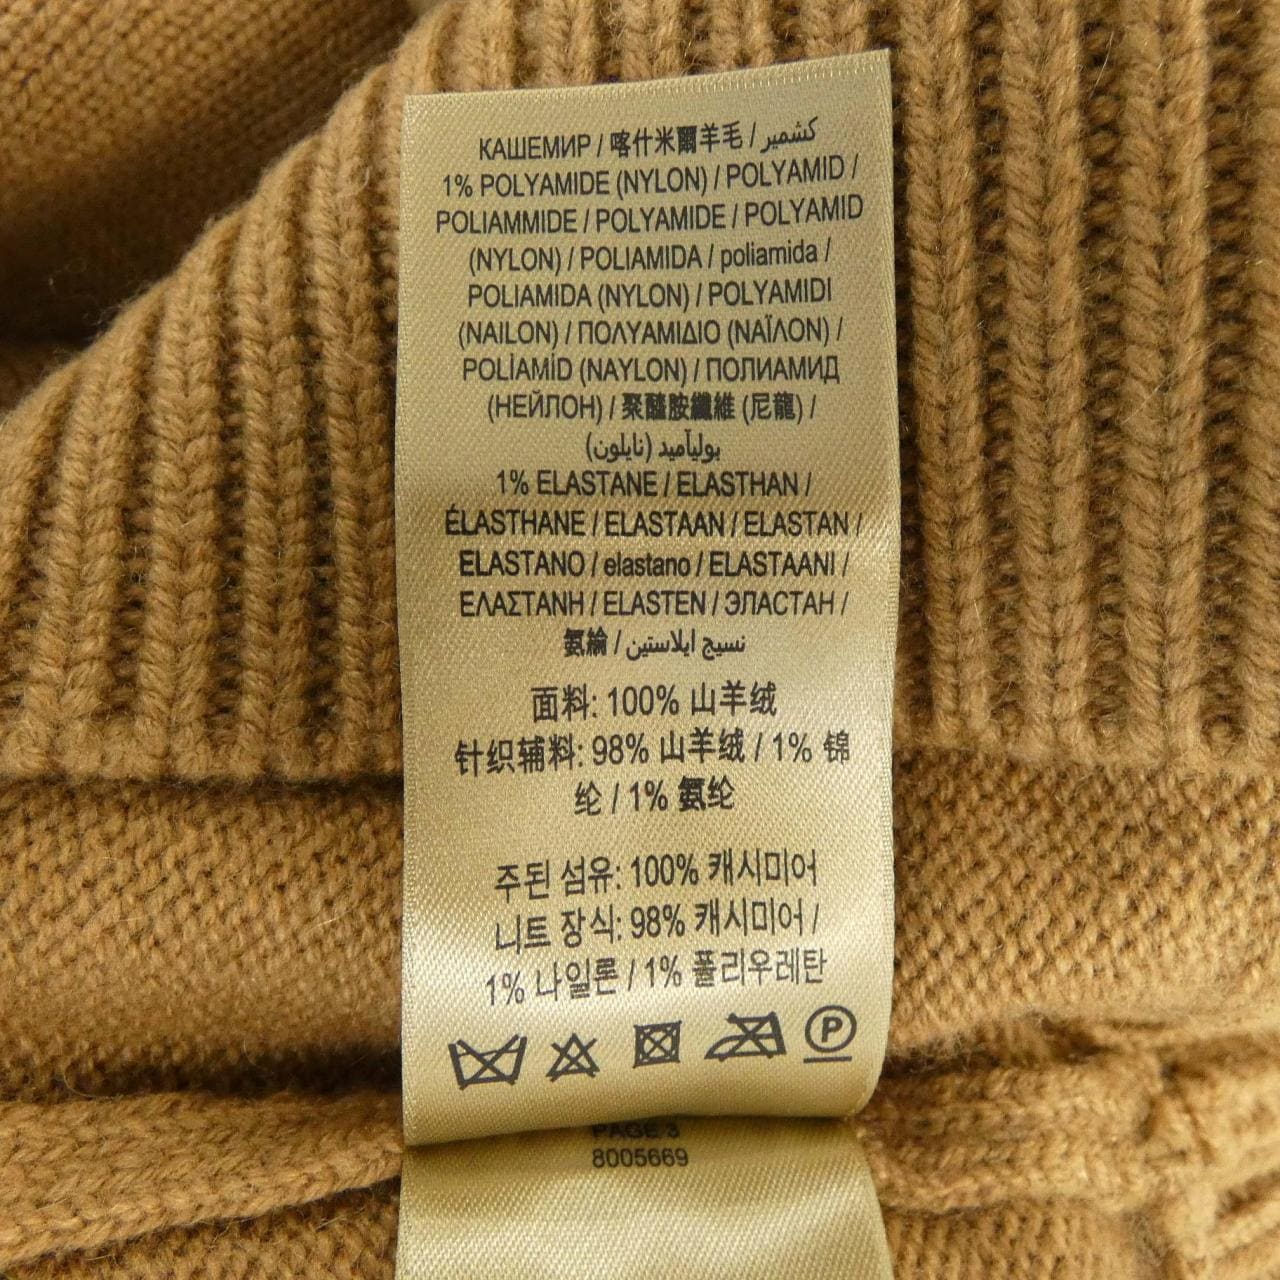 КАШЕМИР / 喀什米爾羊毛 / كشمير
1% POLYAMIDE (NYLON) / POLYAMID /
POLIAMMIDE / POLYAMIDE / POLYAMID
(NYLON) / POLIAMIDA / poliamida /
POLIAMIDA (NYLON) / POLYAMIDI
(NAILON) / ΠΟΛΥΑΜΙΔΙΟ (ΝΑΪΛΟΝ) /
POLİAMİD (NAYLON) / ПОЛИАМИД
(НЕЙЛОН) / 聚醯胺纖維 (尼龍) /
بوليآميد (نايلون)
1% ELASTANE / ELASTHAN /
ÉLASTHANE / ELASTAAN / ELASTAN /
ELASTANO / elastano / ELASTAANI /
ΕΛΑΣΤΑΝΗ / ELASTEN / ЭЛАСТАН /
氨綸 / نسيج ايلاستين
面料: 100% 山羊绒
针织辅料: 98% 山羊绒 / 1% 锦
纶 / 1% 氨纶
주된 섬유: 100% 캐시미어
니트 장식: 98% 캐시미어 /
1% 나일론 / 1% 폴리우레탄
P
PAGE 3
8005669